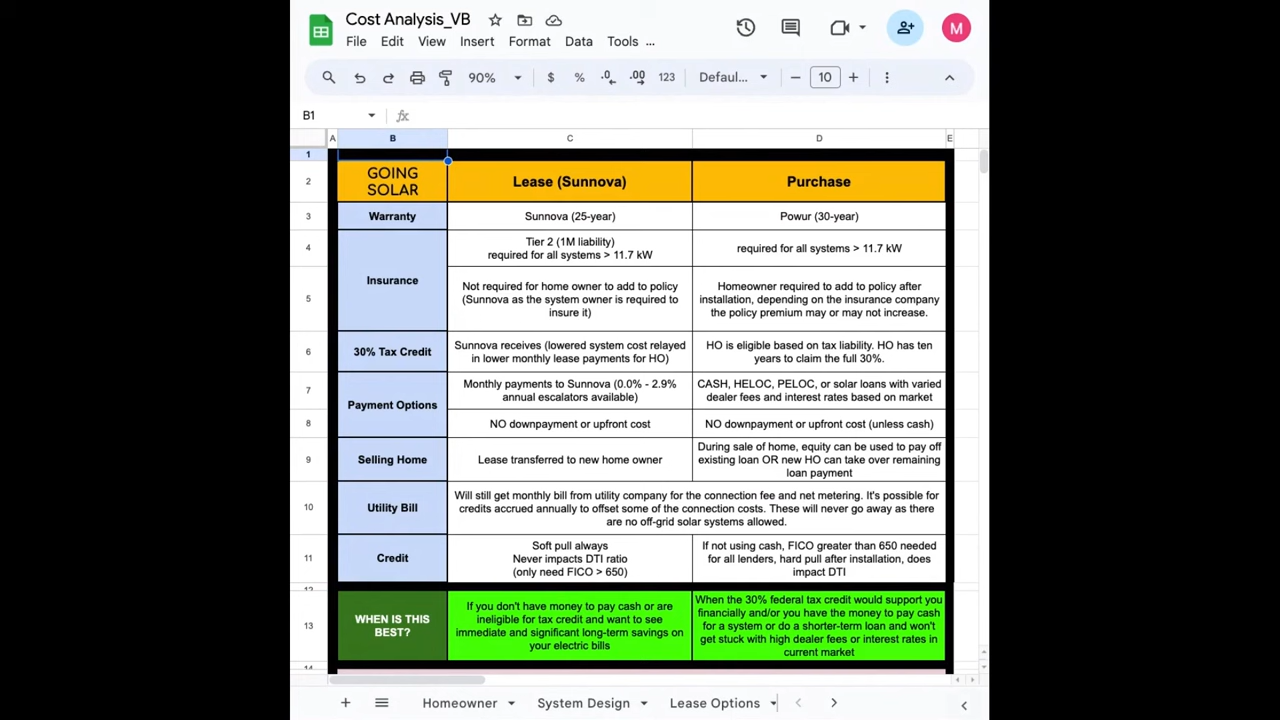 Cost Analysis_VB
File Edit View Insert Format Data Tools ...
M
90% $ % .0 .00 123 Defaul... − 10 +
B1 fx
A B C D E
1
2 GOING SOLAR Lease (Sunnova) Purchase
3 Warranty Sunnova (25-year) Powur (30-year)
4
Tier 2 (1M liability)
required for all systems > 11.7 kW
required for all systems > 11.7 kW
Insurance
5
Not required for home owner to add to policy
(Sunnova as the system owner is required to
insure it)
Homeowner required to add to policy after
installation, depending on the insurance company
the policy premium may or may not increase.
6
30% Tax Credit
Sunnova receives (lowered system cost relayed
in lower monthly lease payments for HO)
HO is eligible based on tax liability. HO has ten
years to claim the full 30%.
7
Payment Options
Monthly payments to Sunnova (0.0% - 2.9%
annual escalators available)
CASH, HELOC, PELOC, or solar loans with varied
dealer fees and interest rates based on market
8
NO downpayment or upfront cost
NO downpayment or upfront cost (unless cash)
9
Selling Home
Lease transferred to new home owner
During sale of home, equity can be used to pay off
existing loan OR new HO can take over remaining
loan payment
10
Utility Bill
Will still get monthly bill from utility company for the connection fee and net metering. It's possible for
credits accrued annually to offset some of the connection costs. These will never go away as there
are no off-grid solar systems allowed.
11
Credit
Soft pull always
Never impacts DTI ratio
(only need FICO > 650)
If not using cash, FICO greater than 650 needed
for all lenders, hard pull after installation, does
impact DTI
12
13
WHEN IS THIS
BEST?
If you don't have money to pay cash or are
ineligible for tax credit and want to see
immediate and significant long-term savings on
your electric bills
When the 30% federal tax credit would support you
financially and/or you have the money to pay cash
for a system or do a shorter-term loan and won't
get stuck with high dealer fees or interest rates in
current market
14
+ Homeowner System Design Lease Options